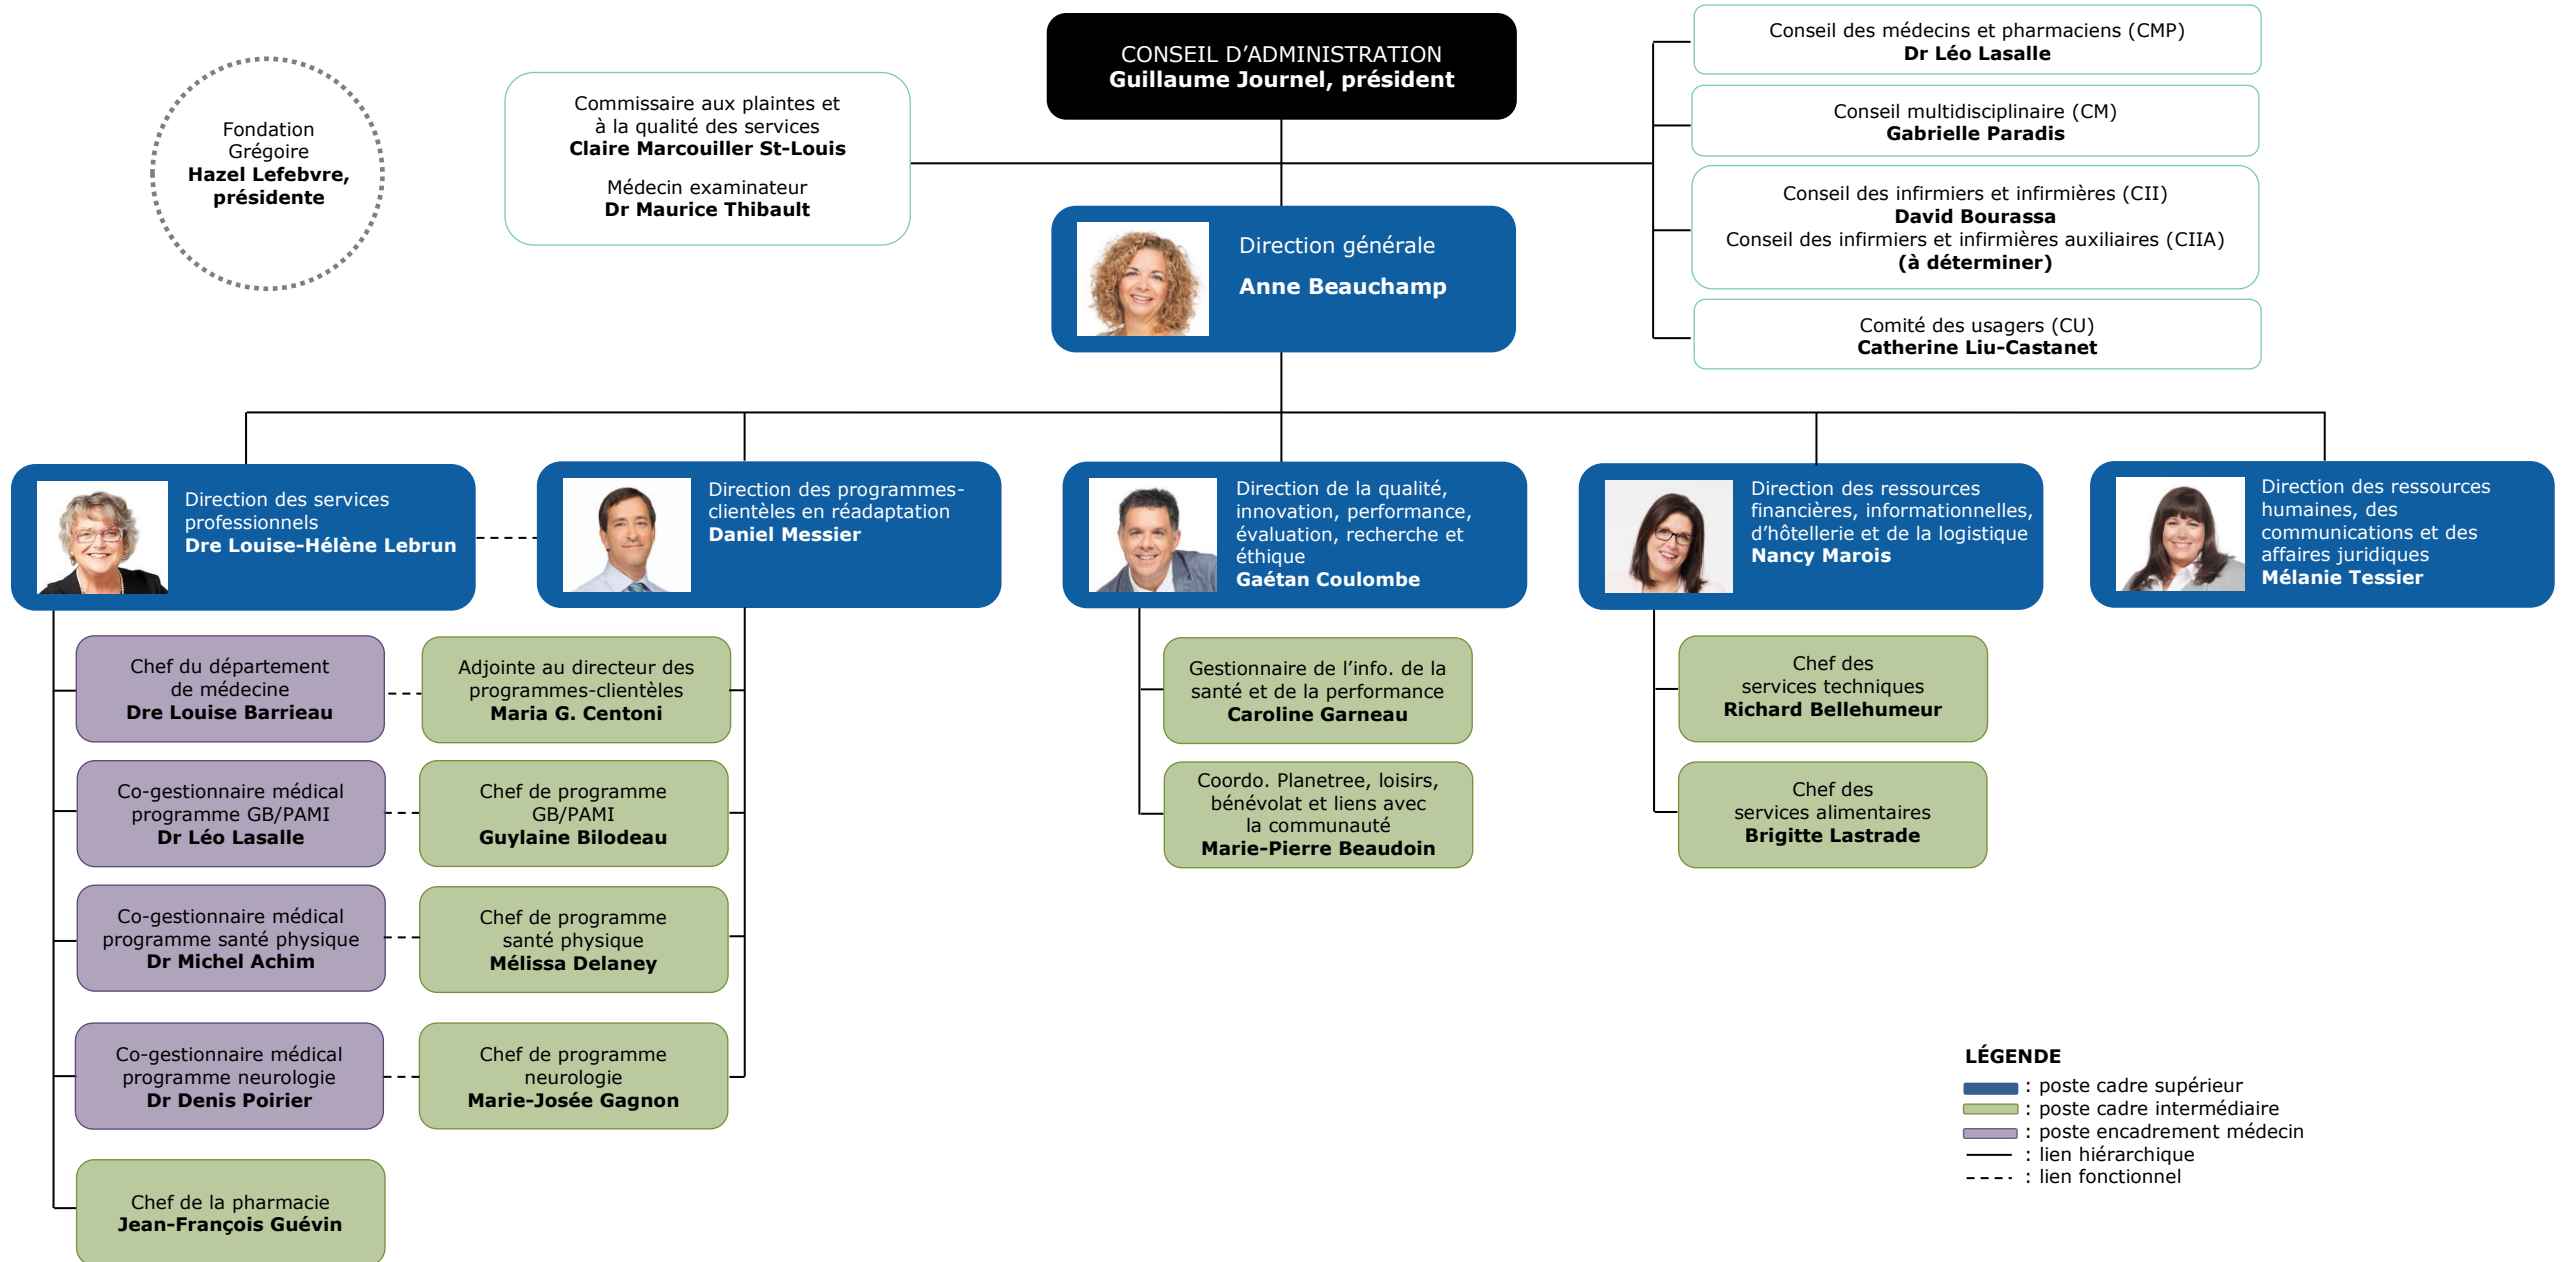 CONSEIL D’ADMINISTRATION
Guillaume Journel, président
Fondation
Grégoire
Hazel Lefebvre,
présidente
Commissaire aux plaintes et
à la qualité des services
Claire Marcouiller St-Louis
Médecin examinateur
Dr Maurice Thibault
Conseil des médecins et pharmaciens (CMP)
Dr Léo Lasalle
Conseil multidisciplinaire (CM)
Gabrielle Paradis
Conseil des infirmiers et infirmières (CII)
David Bourassa
Conseil des infirmiers et infirmières auxiliaires (CIIA)
(à déterminer)
Comité des usagers (CU)
Catherine Liu-Castanet
Direction générale
Anne Beauchamp
Direction des services
professionnels
Dre Louise-Hélène Lebrun
Direction des programmes-
clientèles en réadaptation
Daniel Messier
Direction de la qualité,
innovation, performance,
évaluation, recherche et
éthique
Gaétan Coulombe
Direction des ressources
financières, informationnelles,
d’hôtellerie et de la logistique
Nancy Marois
Direction des ressources
humaines, des
communications et des
affaires juridiques
Mélanie Tessier
Chef du département
de médecine
Dre Louise Barrieau
Adjointe au directeur des
programmes-clientèles
Maria G. Centoni
Gestionnaire de l’info. de la
santé et de la performance
Caroline Garneau
Chef des
services techniques
Richard Bellehumeur
Co-gestionnaire médical
programme GB/PAMI
Dr Léo Lasalle
Chef de programme
GB/PAMI
Guylaine Bilodeau
Coordo. Planetree, loisirs,
bénévolat et liens avec
la communauté
Marie-Pierre Beaudoin
Chef des
services alimentaires
Brigitte Lastrade
Co-gestionnaire médical
programme santé physique
Dr Michel Achim
Chef de programme
santé physique
Mélissa Delaney
Co-gestionnaire médical
programme neurologie
Dr Denis Poirier
Chef de programme
neurologie
Marie-Josée Gagnon
Chef de la pharmacie
Jean-François Guévin
LÉGENDE
: poste cadre supérieur
: poste cadre intermédiaire
: poste encadrement médecin
: lien hiérarchique
: lien fonctionnel